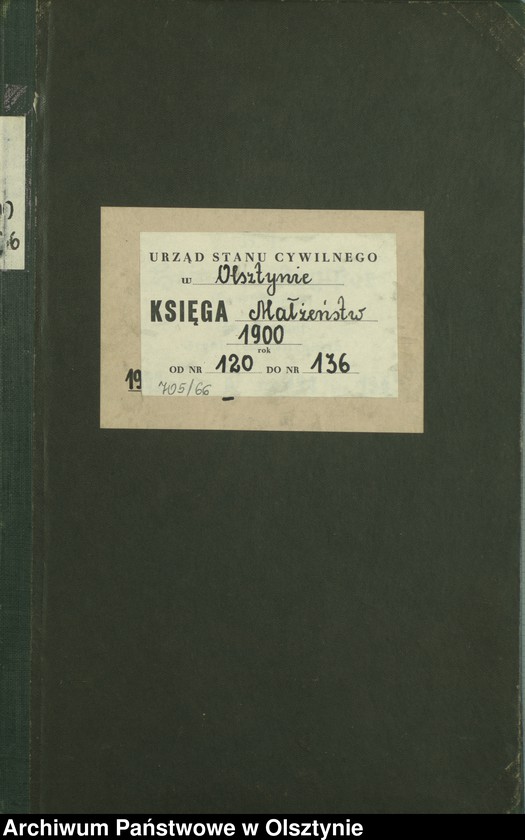 URZĄD STANU CYWILNEGO
w Olsztynie
KSIĘGA Małżeństw
1900
rok
OD NR 120 DO NR 136
19
705/66
Archiwum Państwowe w Olsztynie